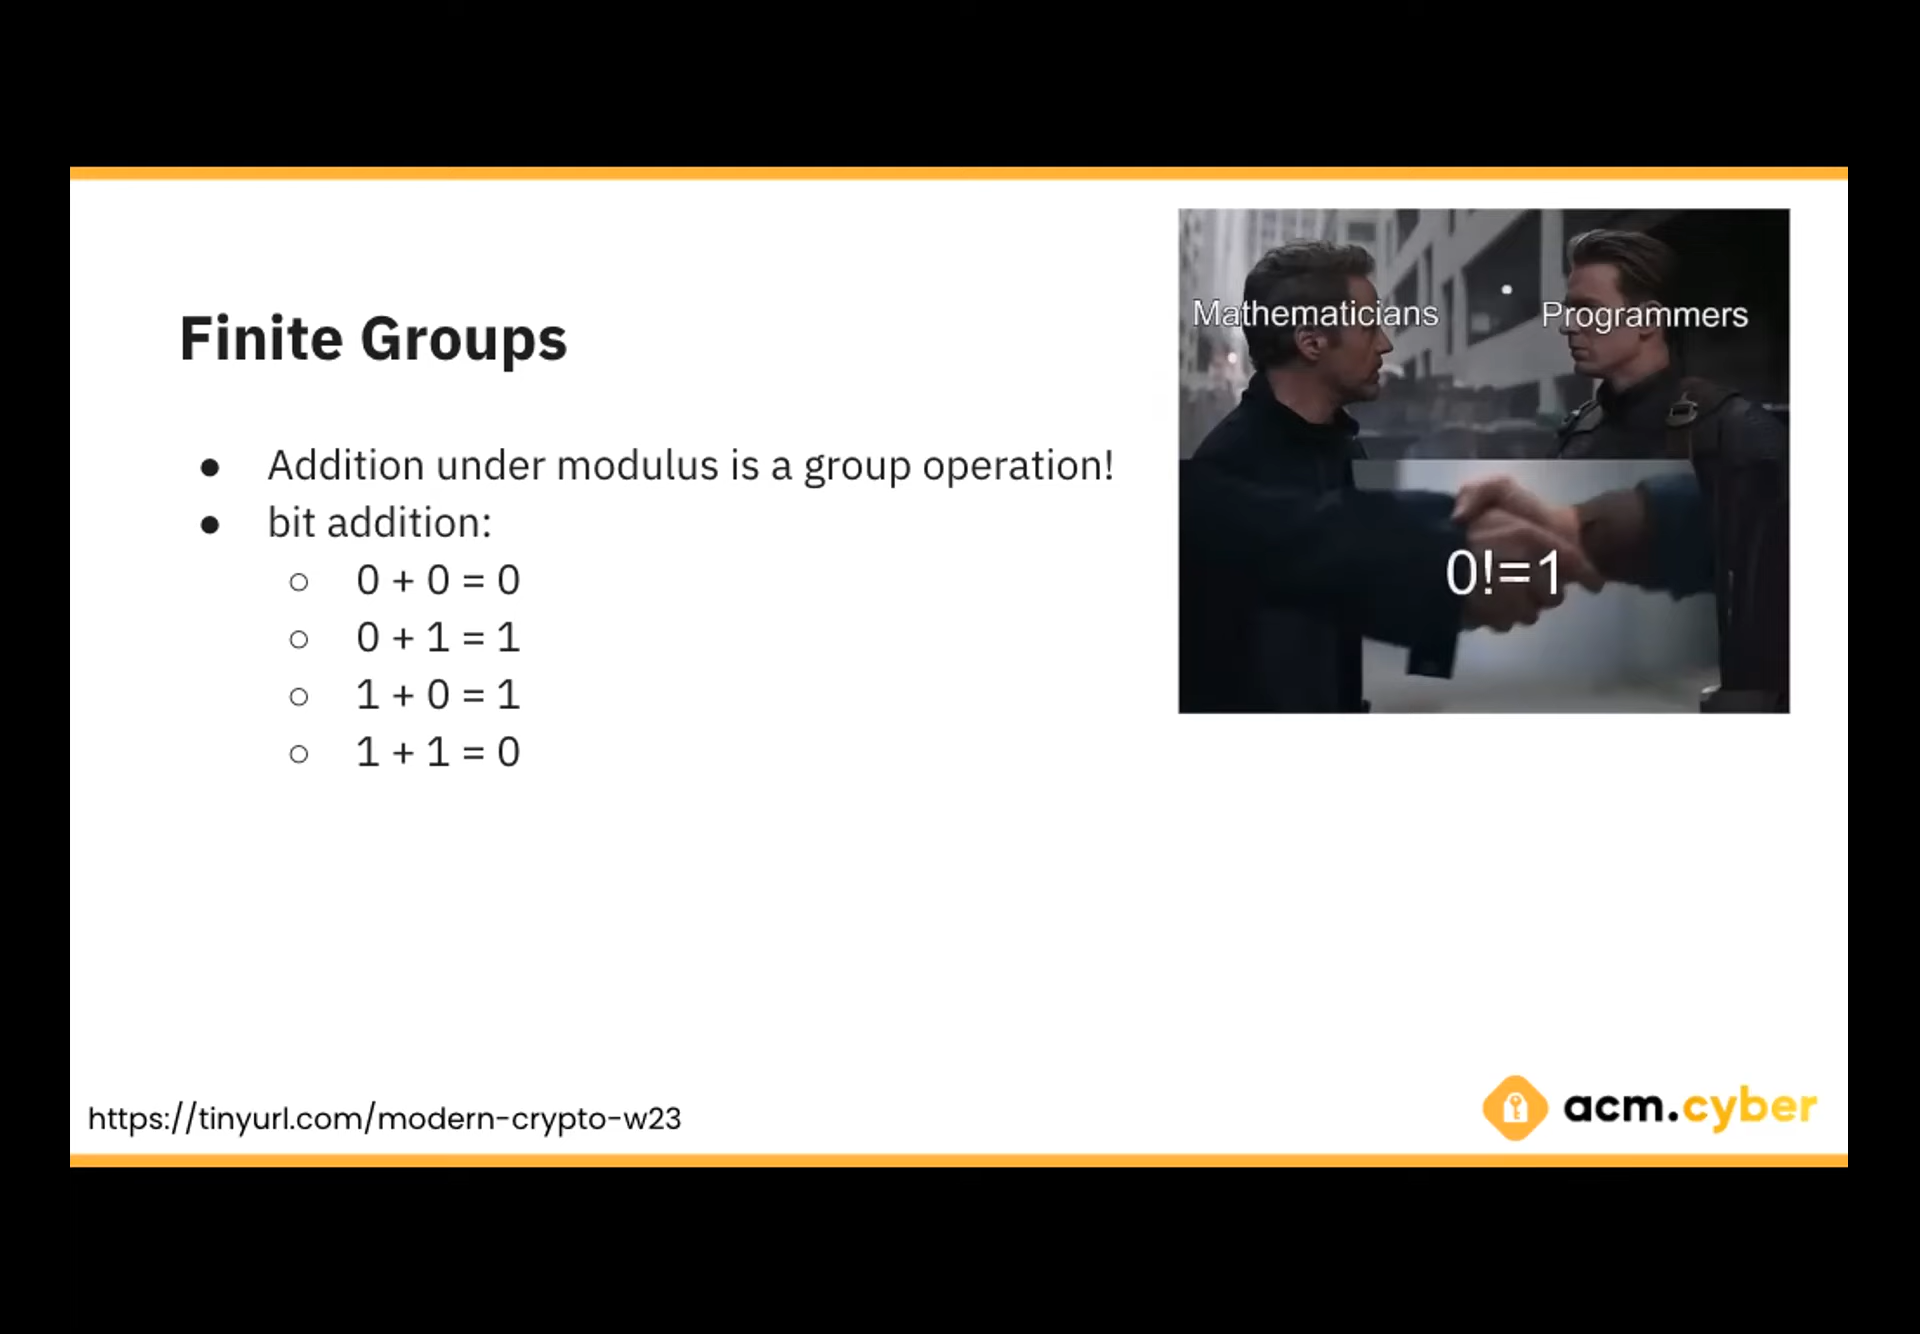 Finite Groups
● Addition under modulus is a group operation!
● bit addition:
○ 0 + 0 = 0
○ 0 + 1 = 1
○ 1 + 0 = 1
○ 1 + 1 = 0
Mathematicians
Programmers
0!=1
https://tinyurl.com/modern-crypto-w23
acm.cyber